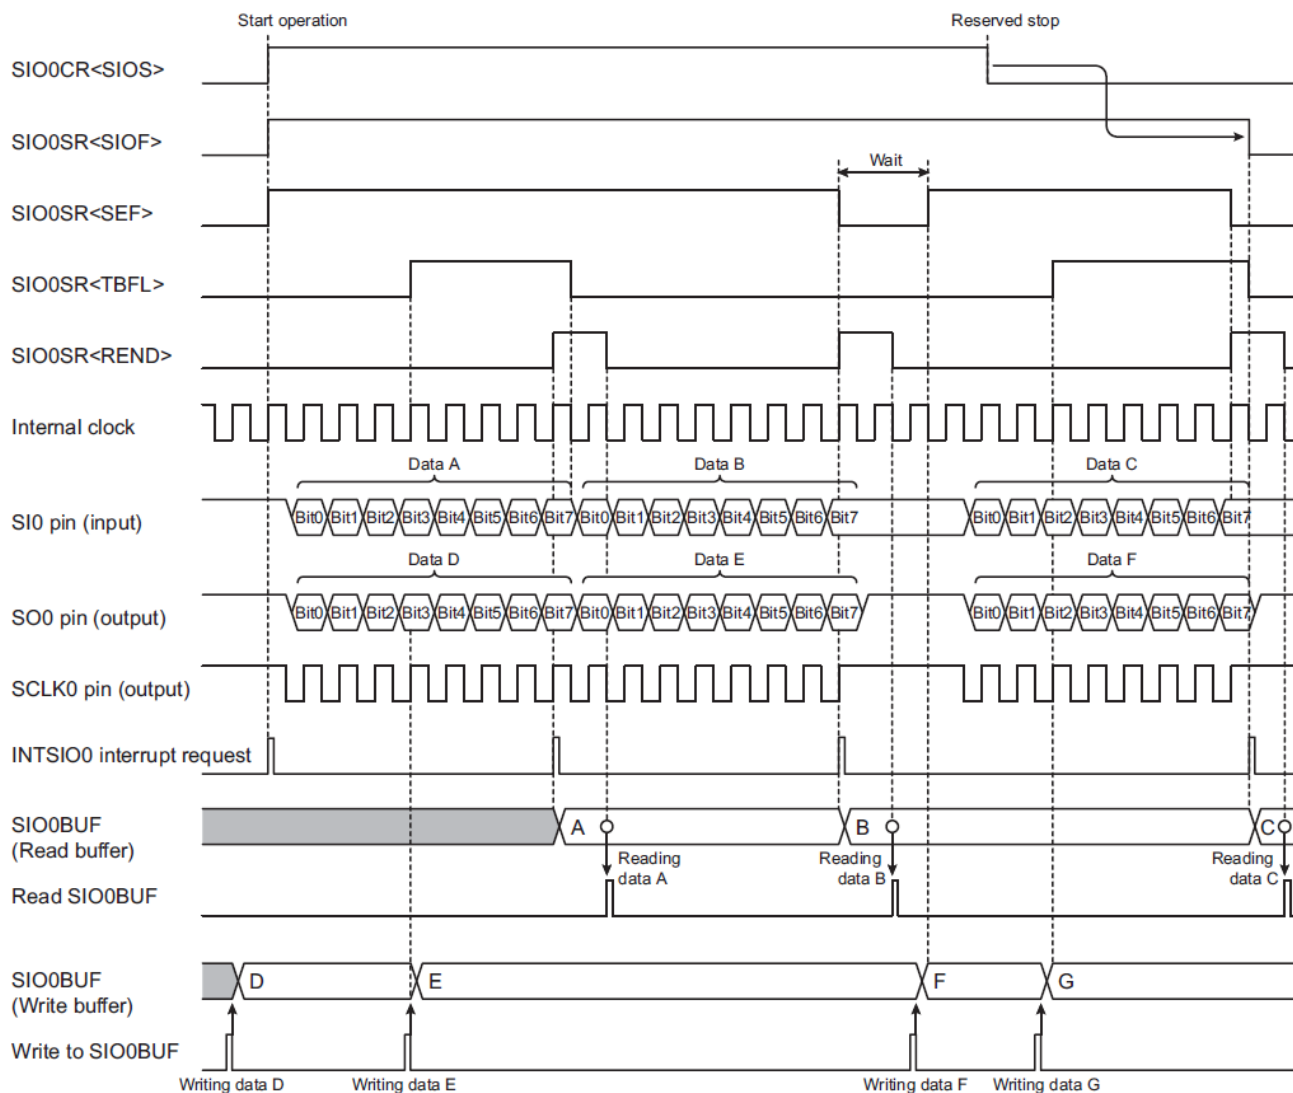 Start operation
Reserved stop
SIO0CR<SIOS>
SIO0SR<SIOF>
Wait
SIO0SR<SEF>
SIO0SR<TBFL>
SIO0SR<REND>
Internal clock
Data A
Data B
Data C
SI0 pin (input)
Bit0 Bit1 Bit2 Bit3 Bit4 Bit5 Bit6 Bit7 Bit0 Bit1 Bit2 Bit3 Bit4 Bit5 Bit6 Bit7 Bit0 Bit1 Bit2 Bit3 Bit4 Bit5 Bit6 Bit7
Data D
Data E
Data F
SO0 pin (output)
Bit0 Bit1 Bit2 Bit3 Bit4 Bit5 Bit6 Bit7 Bit0 Bit1 Bit2 Bit3 Bit4 Bit5 Bit6 Bit7 Bit0 Bit1 Bit2 Bit3 Bit4 Bit5 Bit6 Bit7
SCLK0 pin (output)
INTSIO0 interrupt request
SIO0BUF
(Read buffer)
A
B
C
Reading
data A
Reading
data B
Reading
data C
Read SIO0BUF
SIO0BUF
(Write buffer)
D
E
F
G
Write to SIO0BUF
Writing data D
Writing data E
Writing data F
Writing data G